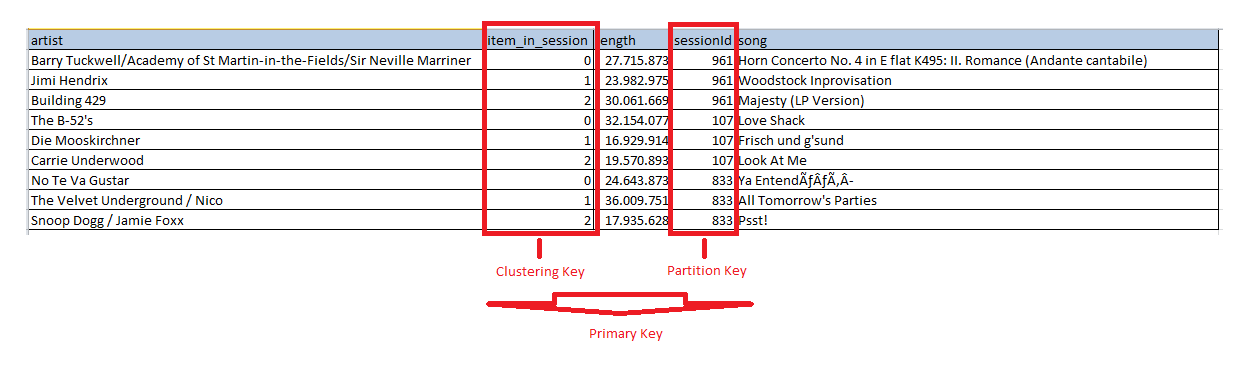 artist item_in_session length sessionId song
Barry Tuckwell/Academy of St Martin-in-the-Fields/Sir Neville Marriner 0 27.715.873 961 Horn Concerto No. 4 in E flat K495: II. Romance (Andante cantabile)
Jimi Hendrix 1 23.982.975 961 Woodstock Inprovisation
Building 429 2 30.061.669 961 Majesty (LP Version)
The B-52's 0 32.154.077 107 Love Shack
Die Mooskirchner 1 16.929.914 107 Frisch und g'sund
Carrie Underwood 2 19.570.893 107 Look At Me
No Te Va Gustar 0 24.643.873 833 Ya EntendÃƒÂƒÃ‚Â-
The Velvet Underground / Nico 1 36.009.751 833 All Tomorrow's Parties
Snoop Dogg / Jamie Foxx 2 17.935.628 833 Psst!
Clustering Key Partition Key
Primary Key